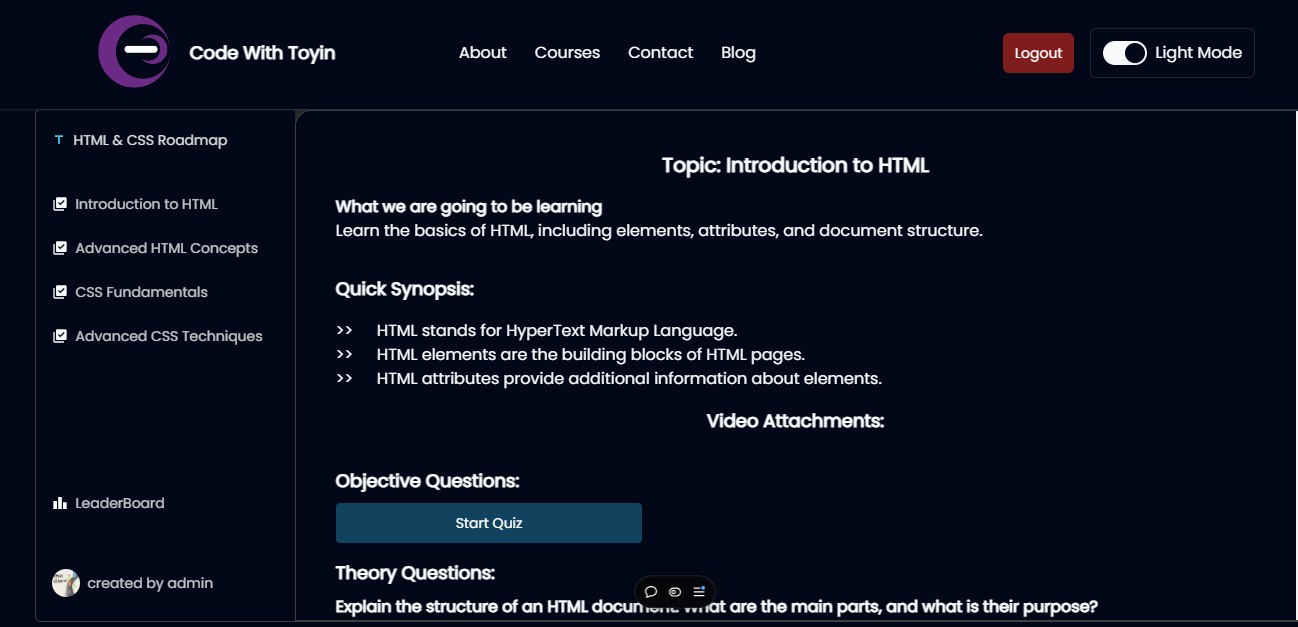 Code With Toyin
About
Courses
Contact
Blog
Logout
Light Mode
T HTML & CSS Roadmap
Introduction to HTML
Advanced HTML Concepts
CSS Fundamentals
Advanced CSS Techniques
LeaderBoard
created by admin
Topic: Introduction to HTML
What we are going to be learning
Learn the basics of HTML, including elements, attributes, and document structure.
Quick Synopsis:
>> HTML stands for HyperText Markup Language.
>> HTML elements are the building blocks of HTML pages.
>> HTML attributes provide additional information about elements.
Video Attachments:
Objective Questions:
Start Quiz
Theory Questions:
Explain the structure of an HTML document. What are the main parts, and what is their purpose?